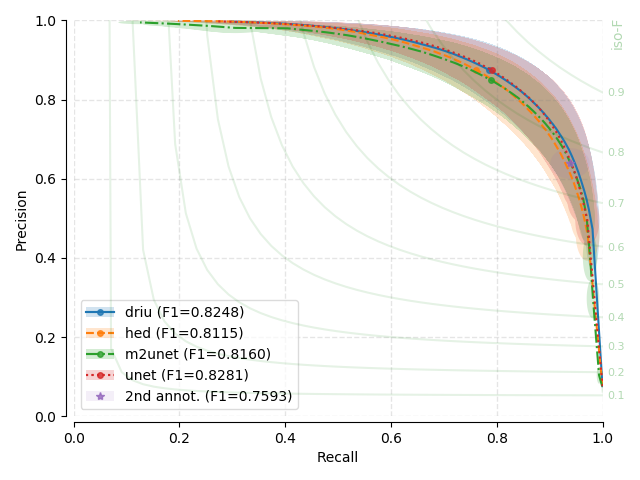 1.0
0.8
0.6
0.4
0.2
0.0
Precision
0.0
0.2
0.4
0.6
0.8
1.0
Recall
iso-F
0.9
0.8
0.7
0.6
0.5
0.4
0.3
0.2
0.1
driu (F1=0.8248)
hed (F1=0.8115)
m2unet (F1=0.8160)
unet (F1=0.8281)
2nd annot. (F1=0.7593)